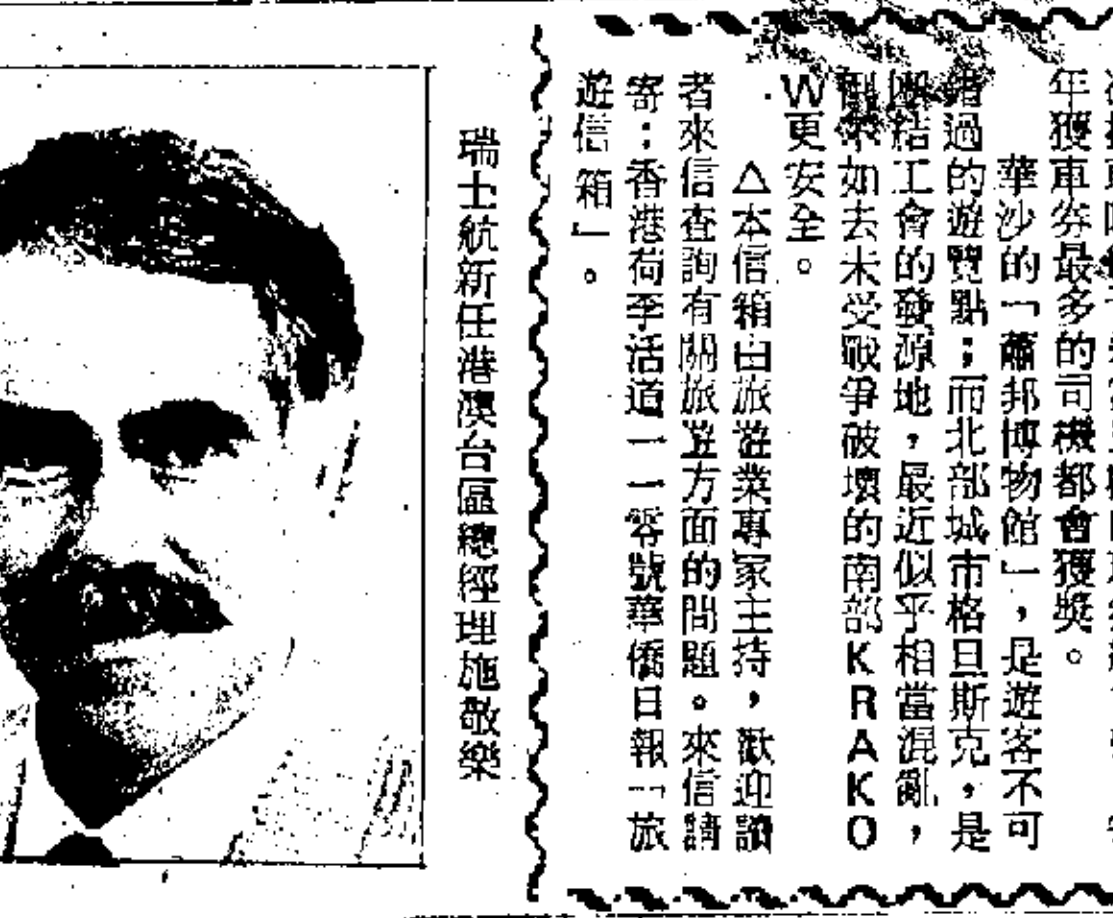 年獲車券最多的司機都會獲獎。
華沙的「蕭邦博物館」，是遊客不可
錯過的遊覽點；而北部城市格旦斯克，是
團結工會的發源地，最近似乎相當混亂，
倒不如去未受戰爭破壞的南部KRAKO
W更安全。
△本信箱由旅遊業專家主持，歡迎讀
者來信查詢有關旅遊方面的問題。來信請
寄：香港荷李活道一一零號華僑日報「旅
遊信箱」。
瑞士航新任港澳台區總經理施敬樂